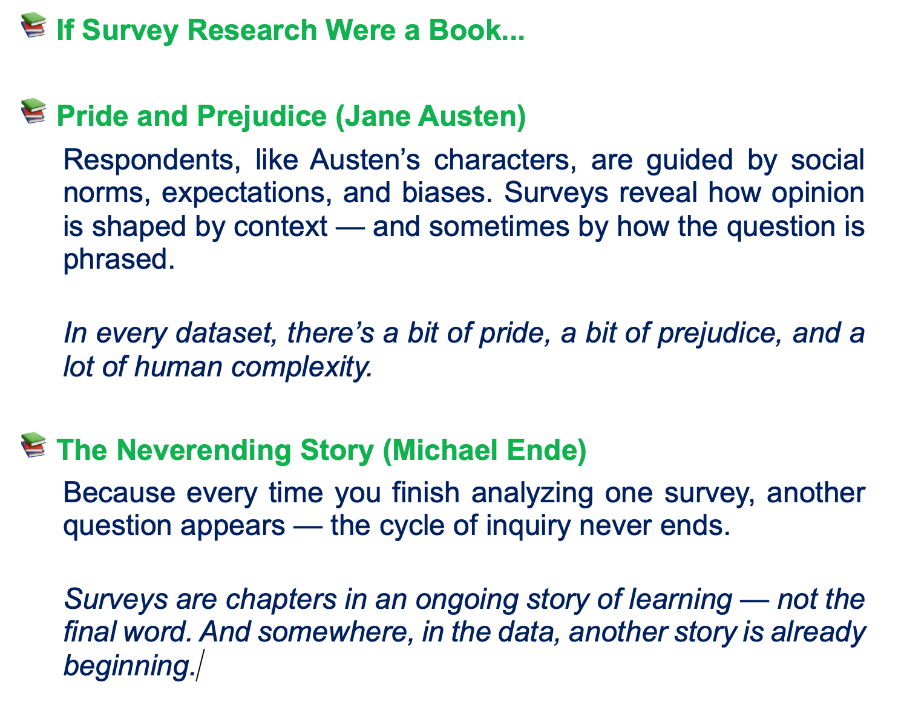 📚 If Survey Research Were a Book...
📚 Pride and Prejudice (Jane Austen)
Respondents, like Austen’s characters, are guided by social
norms, expectations, and biases. Surveys reveal how opinion
is shaped by context — and sometimes by how the question is
phrased.
In every dataset, there’s a bit of pride, a bit of prejudice, and a
lot of human complexity.
📚 The Neverending Story (Michael Ende)
Because every time you finish analyzing one survey, another
question appears — the cycle of inquiry never ends.
Surveys are chapters in an ongoing story of learning — not the
final word. And somewhere, in the data, another story is already
beginning.